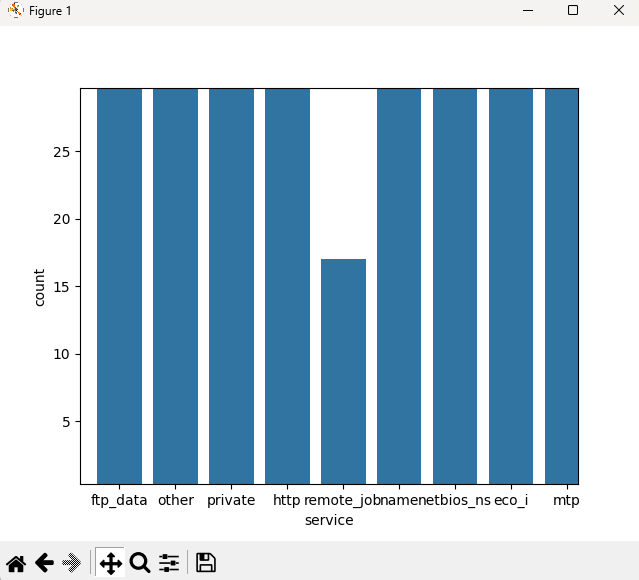 Figure 1
25
20
15
10
5
count
ftp_data other private http remote_job name netbios_ns eco_i mtp
service